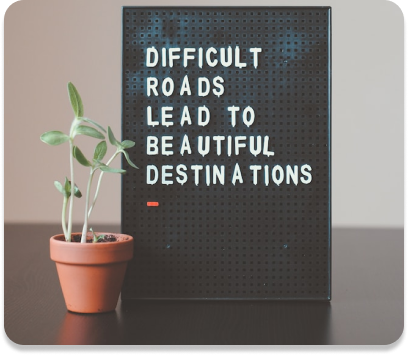 DIFFICULT
ROADS
LEAD TO
BEAUTIFUL
DESTINATIONS